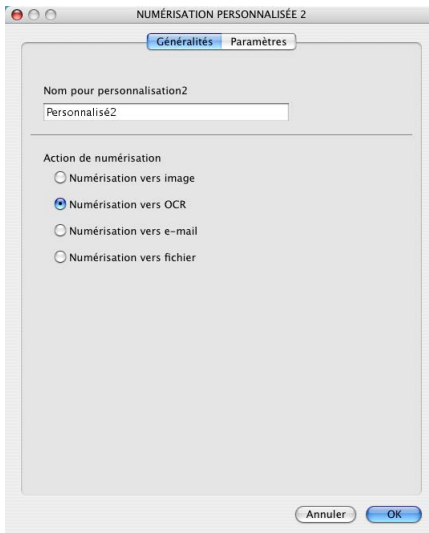 NUMÉRISATION PERSONNALISÉE 2
Généralités Paramètres
Nom pour personnalisation2
Personnalisé2
Action de numérisation
Numérisation vers image
Numérisation vers OCR
Numérisation vers e-mail
Numérisation vers fichier
Annuler OK